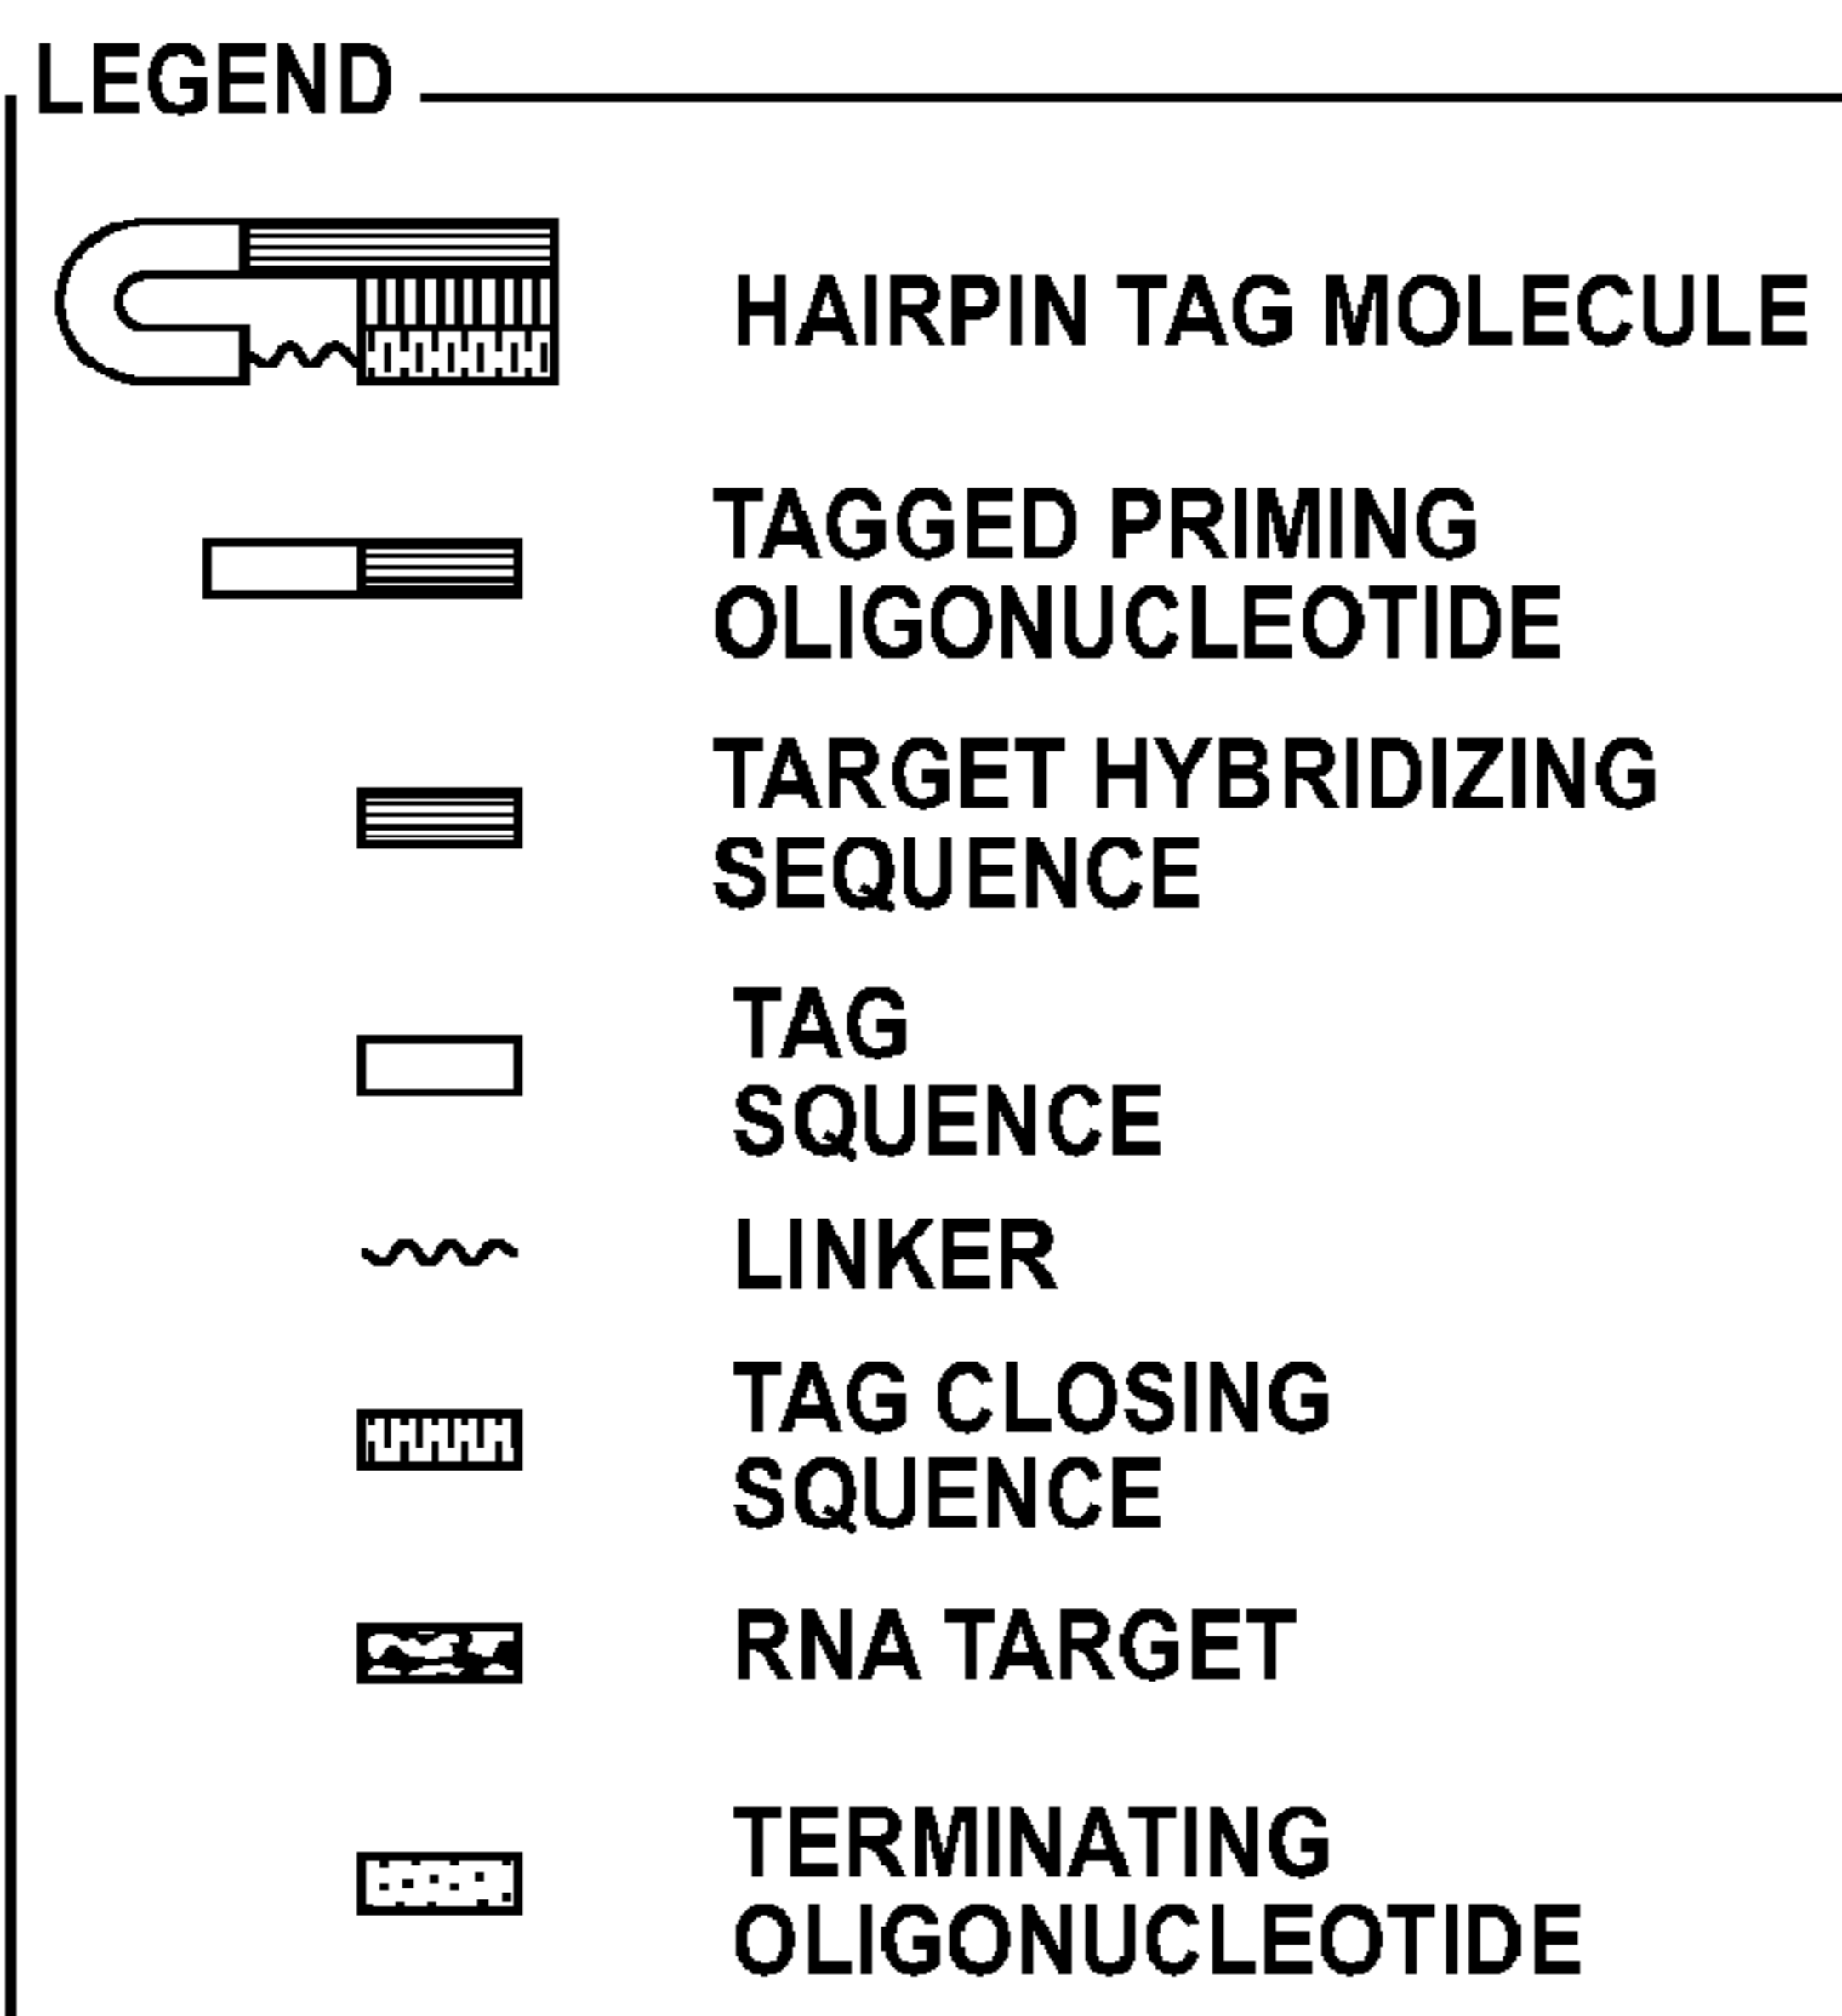 LEGEND
HAIRPIN TAG MOLECULE
TAGGED PRIMING
OLIGONUCLEOTIDE
TARGET HYBRIDIZING
SEQUENCE
TAG
SQUENCE
LINKER
TAG CLOSING
SQUENCE
RNA TARGET
TERMINATING
OLIGONUCLEOTIDE